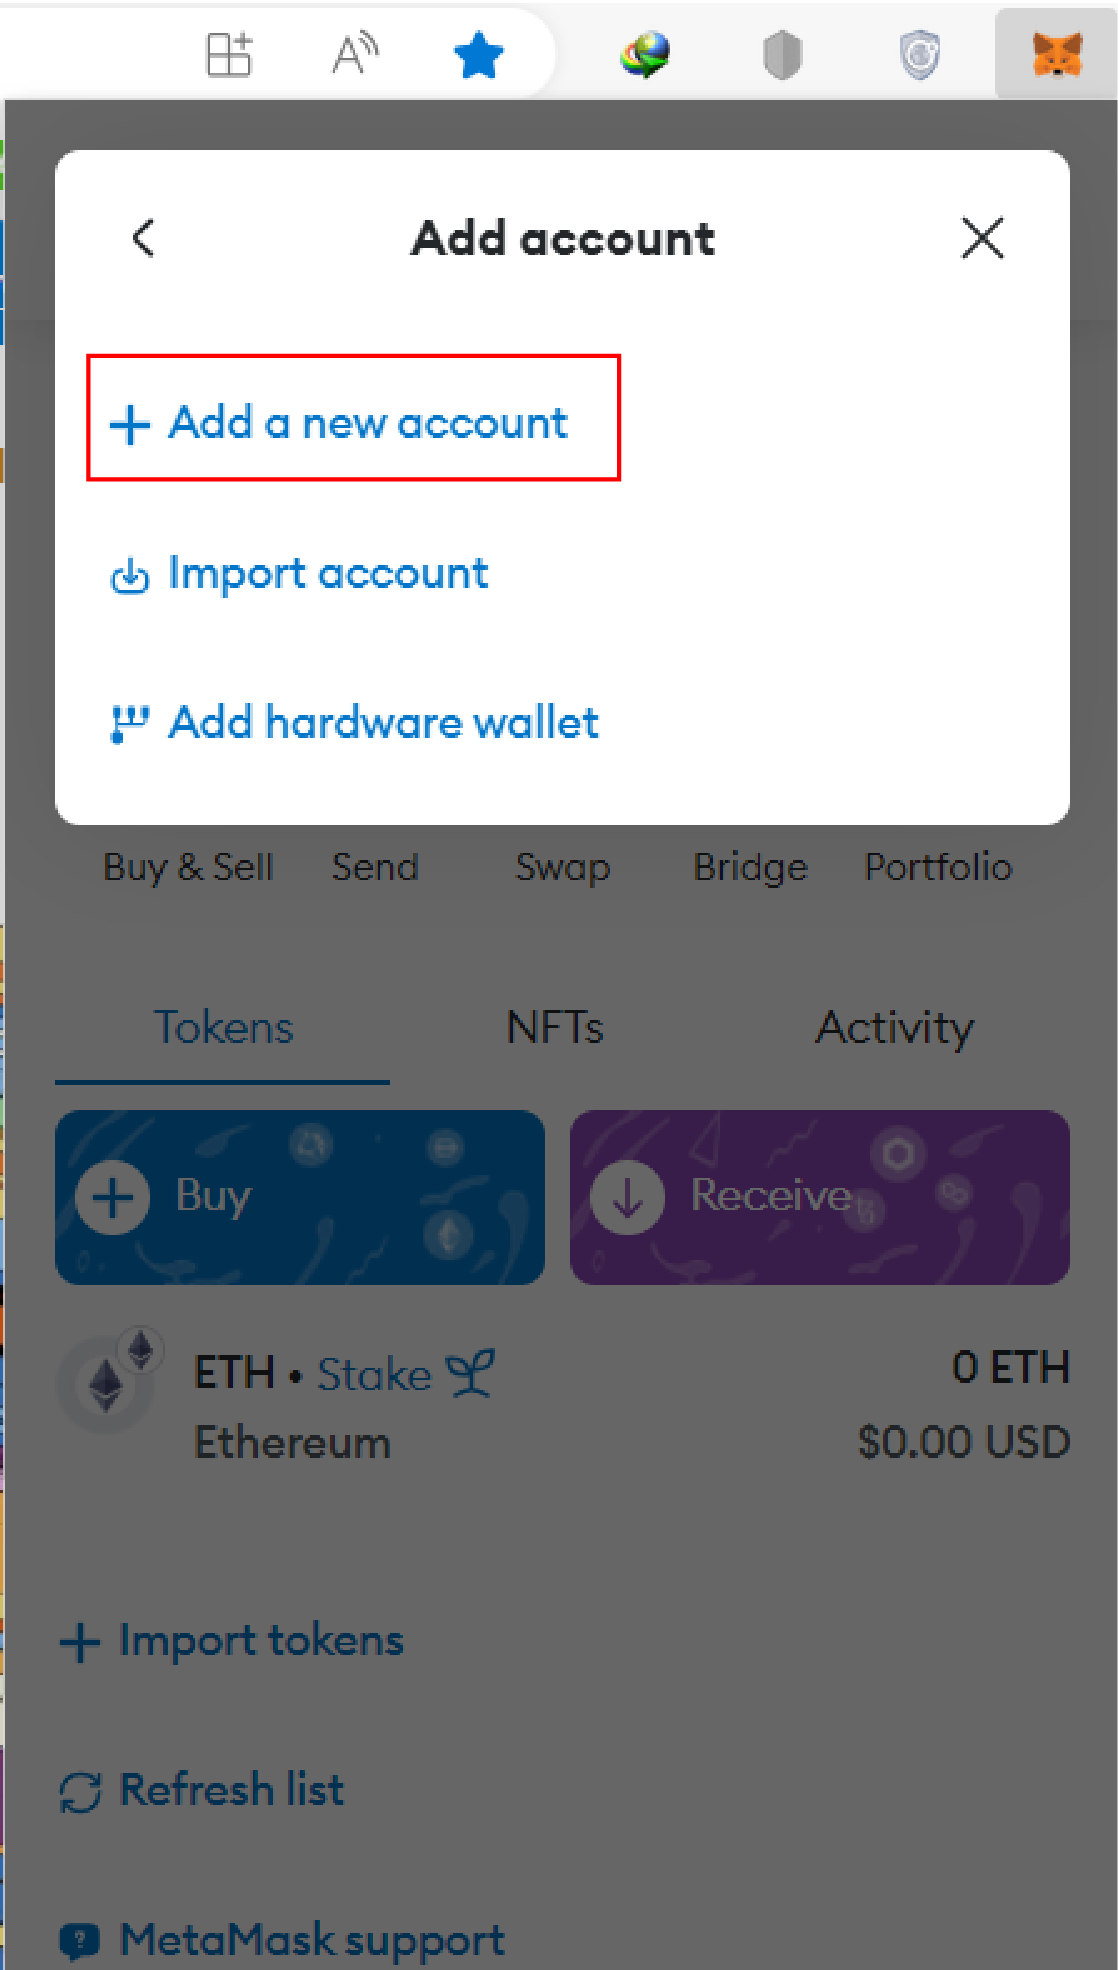 Add account
Add a new account
Import account
Add hardware wallet
Buy & Sell Send Swap Bridge Portfolio
Tokens NFTs Activity
Buy Receive
ETH • Stake 0 ETH
Ethereum $0.00 USD
Import tokens
Refresh list
MetaMask support